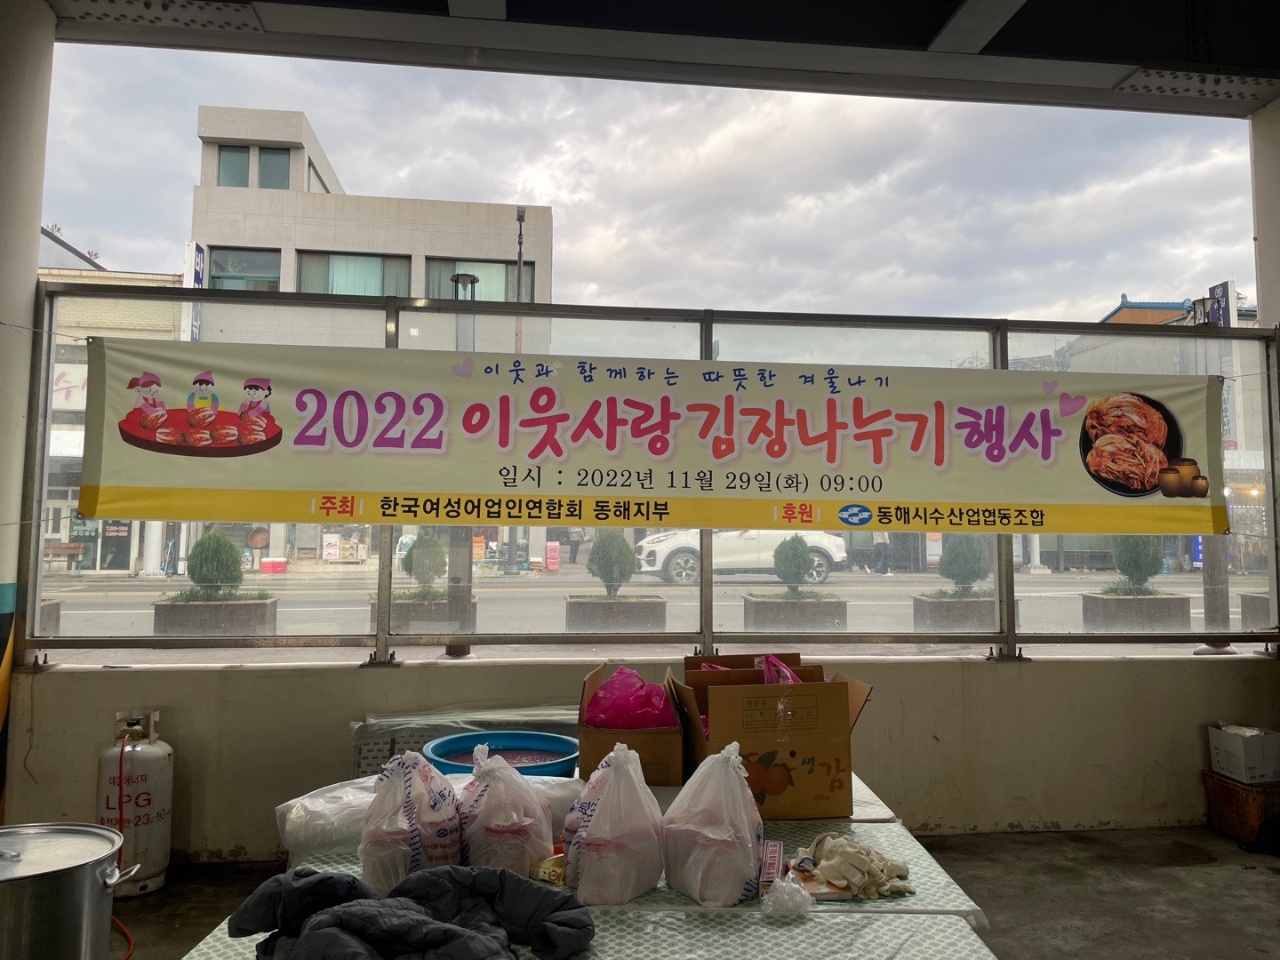 이웃과 함께하는 따뜻한 겨울나기
2022 이웃사랑 김장나누기 행사
일시 : 2022년 11월 29일(화) 09:00
주최 한국여성어업인연합회 동해지부
후원 동해시수산업협동조합
LPG
생감